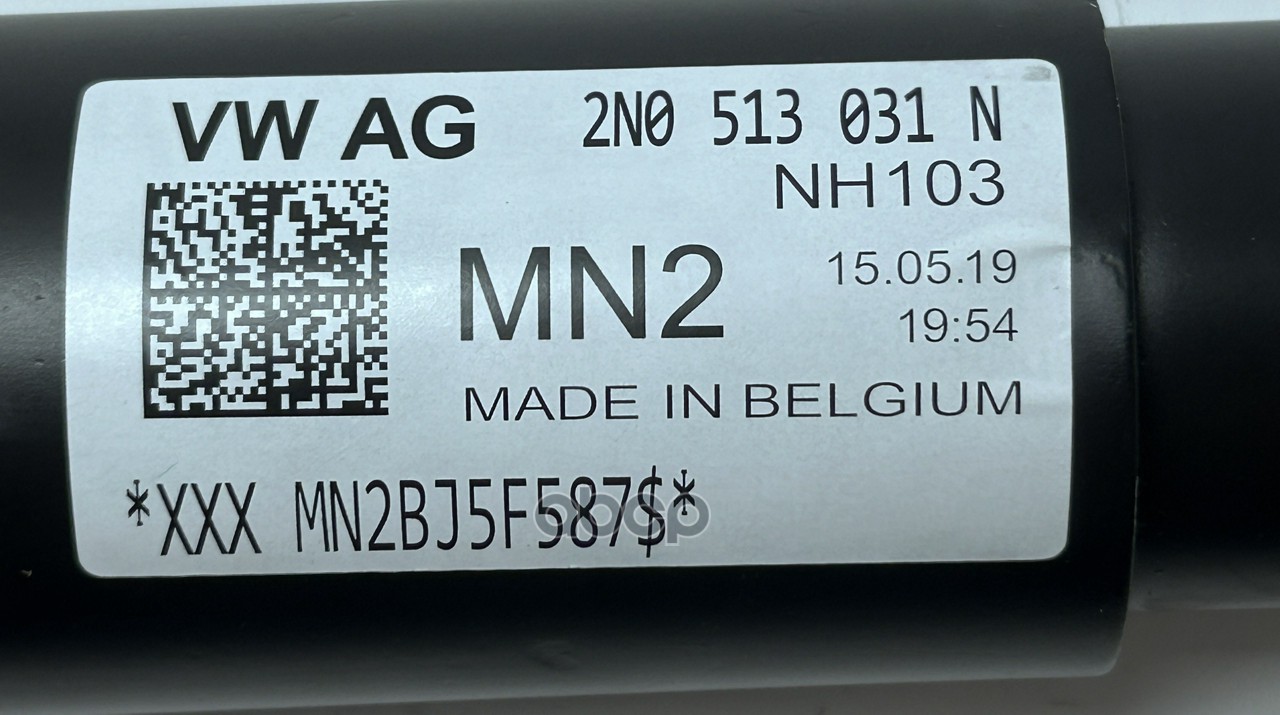 VW AG
2N0 513 031 N
NH103
MN2
15.05.19
19:54
MADE IN BELGIUM
*XXX MN2BJ5F587$*